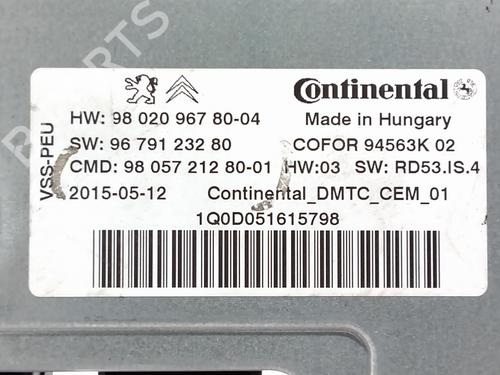 Continental
HW: 98 020 967 80-04
Made in Hungary
SW: 96 791 232 80
COFOR 94563K 02
CMD: 98 057 212 80-01
HW:03 SW: RD53.IS.4
2015-05-12
Continental_DMTC_CEM_01
1Q0D051615798
VSS-PEU